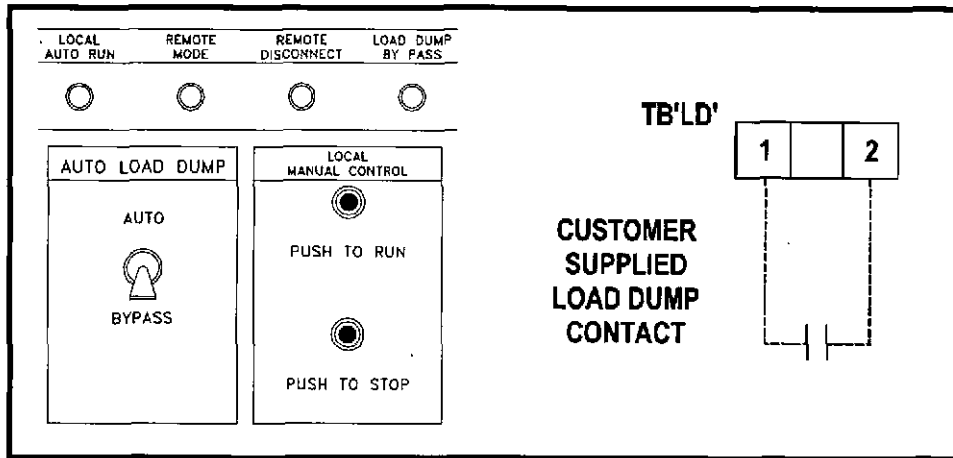 LOCAL
AUTO RUN
REMOTE
MODE
REMOTE
DISCONNECT
LOAD DUMP
BY PASS
AUTO LOAD DUMP
AUTO
BYPASS
LOCAL
MANUAL CONTROL
PUSH TO RUN
PUSH TO STOP
TB'LD'
1
2
CUSTOMER
SUPPLIED
LOAD DUMP
CONTACT